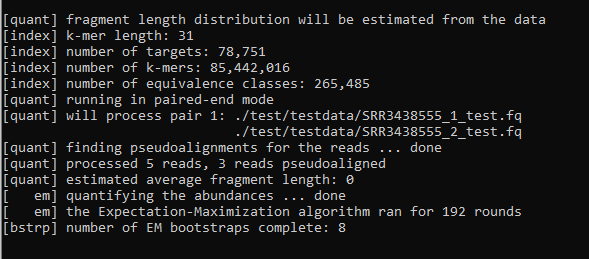 [quant] fragment length distribution will be estimated from the data
[index] k-mer length: 31
[index] number of targets: 78,751
[index] number of k-mers: 85,442,016
[index] number of equivalence classes: 265,485
[quant] running in paired-end mode
[quant] will process pair 1: ./test/testdata/SRR3438555_1_test.fq
./test/testdata/SRR3438555_2_test.fq
[quant] finding pseudoalignments for the reads ... done
[quant] processed 5 reads, 3 reads pseudoaligned
[quant] estimated average fragment length: 0
[   em] quantifying the abundances ... done
[   em] the Expectation-Maximization algorithm ran for 192 rounds
[bstrp] number of EM bootstraps complete: 8